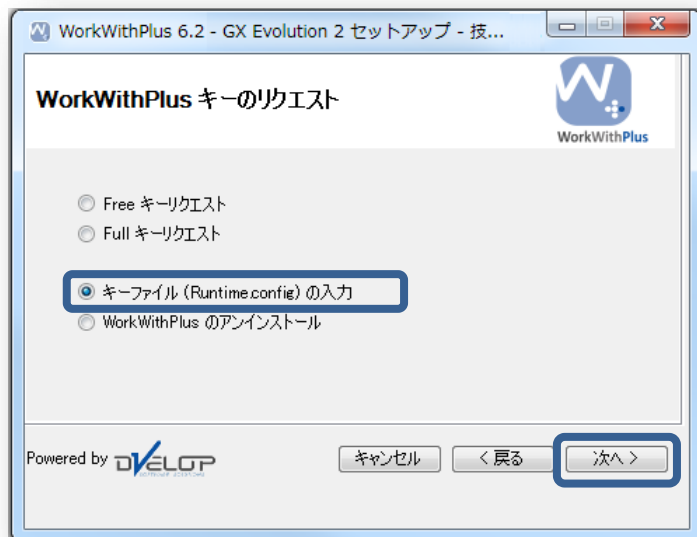 WorkWithPlus 6.2 - GX Evolution 2 セットアップ - 技...
WorkWithPlus キーのリクエスト
WorkWithPlus
Free キーリクエスト
Full キーリクエスト
キーファイル (Runtime.config) の入力
WorkWithPlus のアンインストール
Powered by DVELOP
キャンセル
< 戻る
次へ >